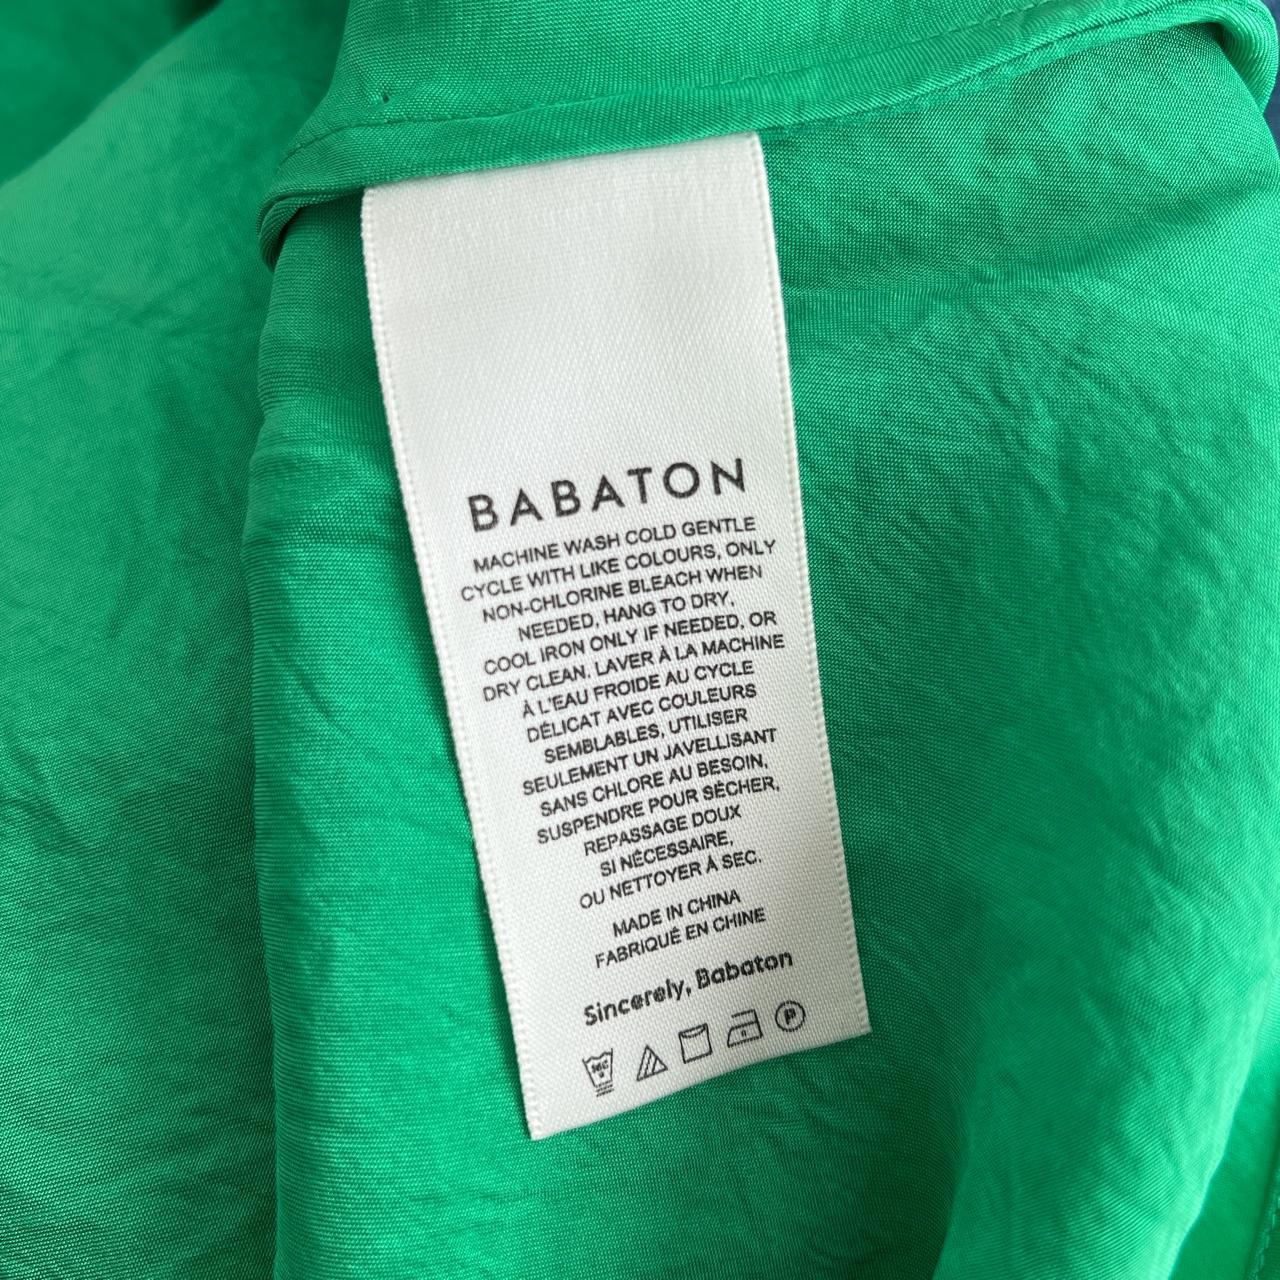 BABATON
MACHINE WASH COLD GENTLE
CYCLE WITH LIKE COLOURS, ONLY
NON-CHLORINE BLEACH WHEN
NEEDED, HANG TO DRY,
COOL IRON ONLY IF NEEDED, OR
DRY CLEAN. LAVER À LA MACHINE
À L'EAU FROIDE AU CYCLE
DÉLICAT AVEC COULEURS
SEMBLABLES, UTILISER
SEULEMENT UN JAVELLISANT
SANS CHLORE AU BESOIN,
SUSPENDRE POUR SÉCHER,
REPASSAGE DOUX
SI NÉCESSAIRE,
OU NETTOYER À SEC.
MADE IN CHINA
FABRIQUÉ EN CHINE
Sincerely, Babaton
P